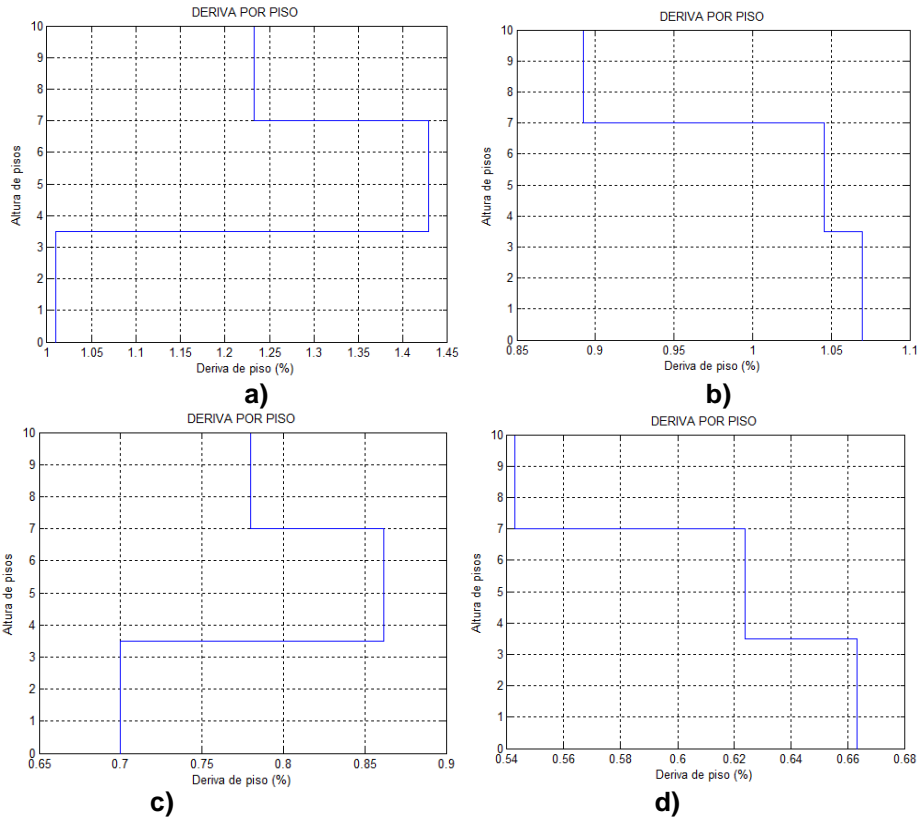 DERIVA POR PISO
10
9
8
7
6
5
4
3
2
1
0
Altura de pisos
1 1.05 1.1 1.15 1.2 1.25 1.3 1.35 1.4 1.45
Deriva de piso (%)
a)
DERIVA POR PISO
10
9
8
7
6
5
4
3
2
1
0
Altura de pisos
0.85 0.9 0.95 1 1.05 1.1
Deriva de piso (%)
b)
DERIVA POR PISO
10
9
8
7
6
5
4
3
2
1
0
Altura de pisos
0.65 0.7 0.75 0.8 0.85 0.9
Deriva de piso (%)
c)
DERIVA POR PISO
10
9
8
7
6
5
4
3
2
1
0
Altura de pisos
0.54 0.56 0.58 0.6 0.62 0.64 0.66 0.68
Deriva de piso (%)
d)